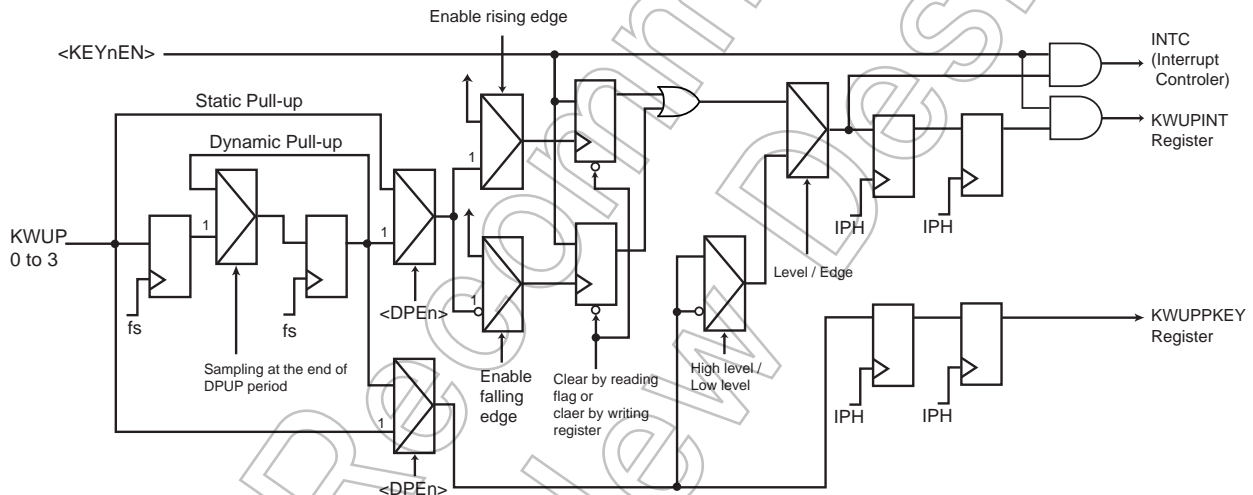 Enable rising edge
<KEYnEN>
INTC
(Interrupt
Controler)
Static Pull-up
KWUPINT
Register
Dynamic Pull-up
1
1
1
KWUP
0 to 3
IPH
IPH
Level / Edge
1
<DPEn>
fs
fs
KWUPPKEY
Register
Sampling at the end of
DPUP period
Enable
falling
edge
Clear by reading
flag or
claer by writing
register
High level /
Low level
1
IPH
IPH
<DPEn>
Recomm
New Des